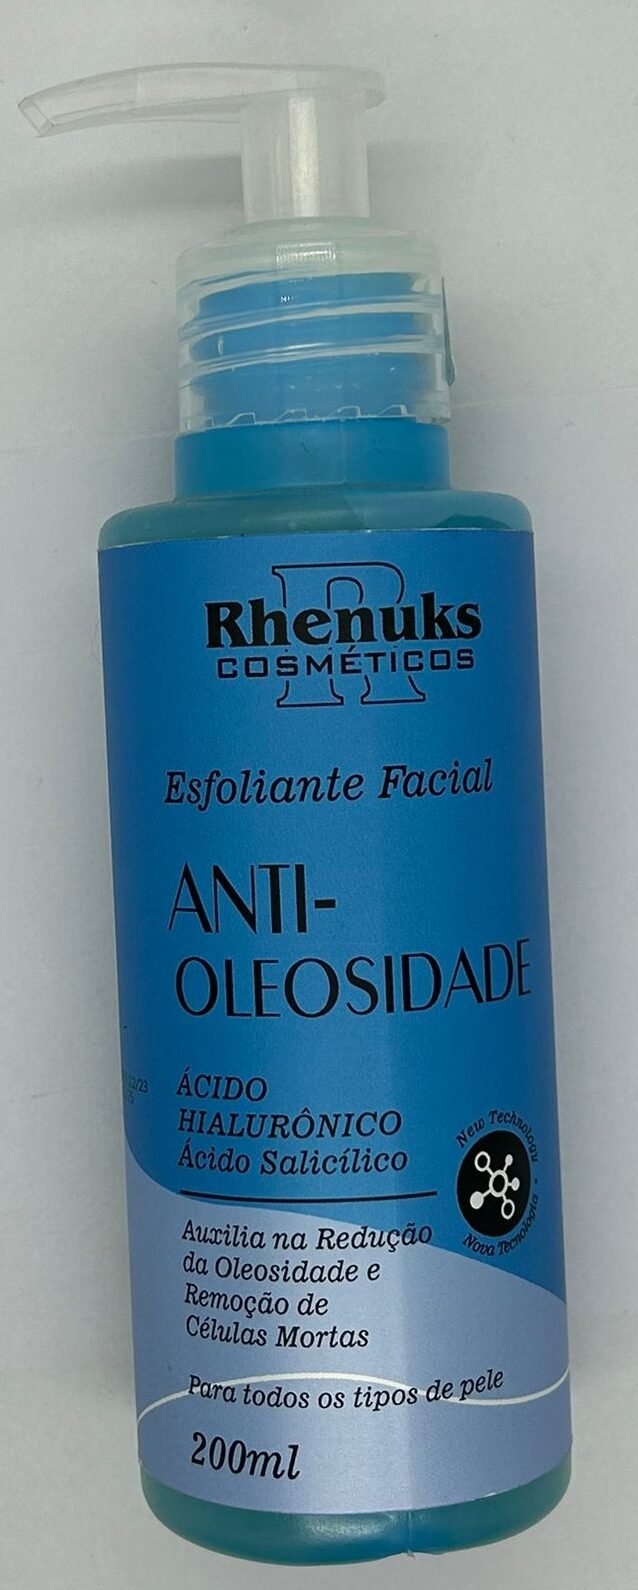 R
Rhenuks
COSMÉTICOS
Esfoliante Facial
ANTI-
OLEOSIDADE
ÁCIDO
HIALURÔNICO
Ácido Salicílico
New Technology
Nova Tecnologia
Auxilia na Redução
da Oleosidade e
Remoção de
Células Mortas
Para todos os tipos de pele
200ml